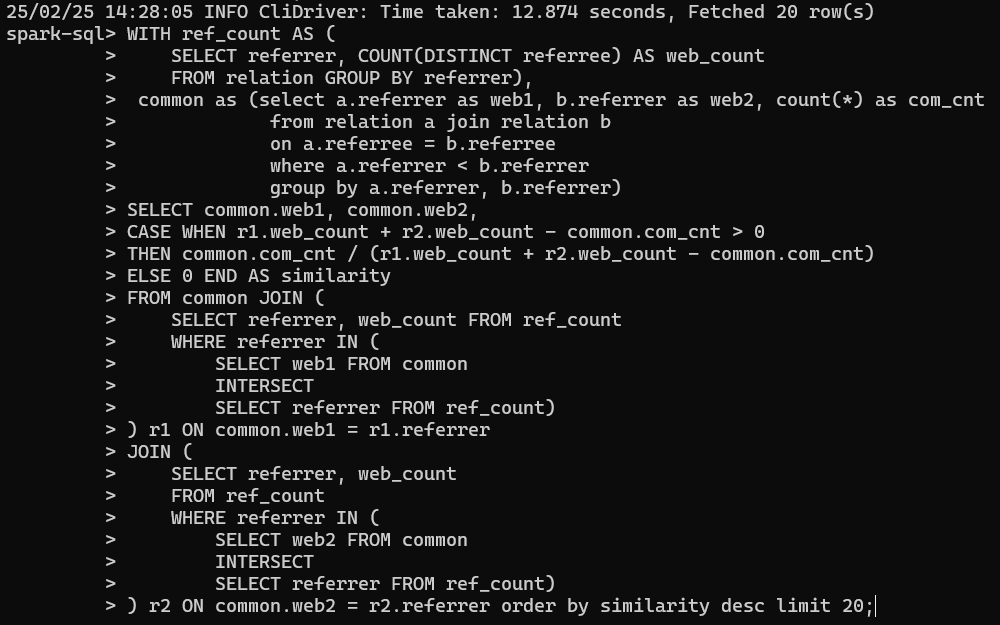 25/02/25 14:28:05 INFO CliDriver: Time taken: 12.874 seconds, Fetched 20 row(s)
spark-sql> WITH ref_count AS (
         >     SELECT referrer, COUNT(DISTINCT referree) AS web_count
         >     FROM relation GROUP BY referrer),
         >  common as (select a.referrer as web1, b.referrer as web2, count(*) as com_cnt
         >              from relation a join relation b
         >              on a.referree = b.referree
         >              where a.referrer < b.referrer
         >              group by a.referrer, b.referrer)
         > SELECT common.web1, common.web2,
         > CASE WHEN r1.web_count + r2.web_count - common.com_cnt > 0
         > THEN common.com_cnt / (r1.web_count + r2.web_count - common.com_cnt)
         > ELSE 0 END AS similarity
         > FROM common JOIN (
         >     SELECT referrer, web_count FROM ref_count
         >     WHERE referrer IN (
         >         SELECT web1 FROM common
         >         INTERSECT
         >         SELECT referrer FROM ref_count)
         > ) r1 ON common.web1 = r1.referrer
         > JOIN (
         >     SELECT referrer, web_count
         >     FROM ref_count
         >     WHERE referrer IN (
         >         SELECT web2 FROM common
         >         INTERSECT
         >         SELECT referrer FROM ref_count)
         > ) r2 ON common.web2 = r2.referrer order by similarity desc limit 20;